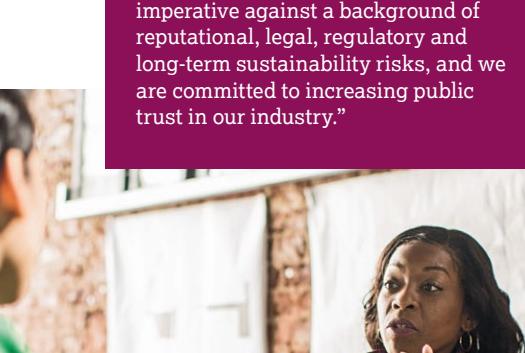 imperative against a background of
reputational, legal, regulatory and
long-term sustainability risks, and we
are committed to increasing public
trust in our industry.”